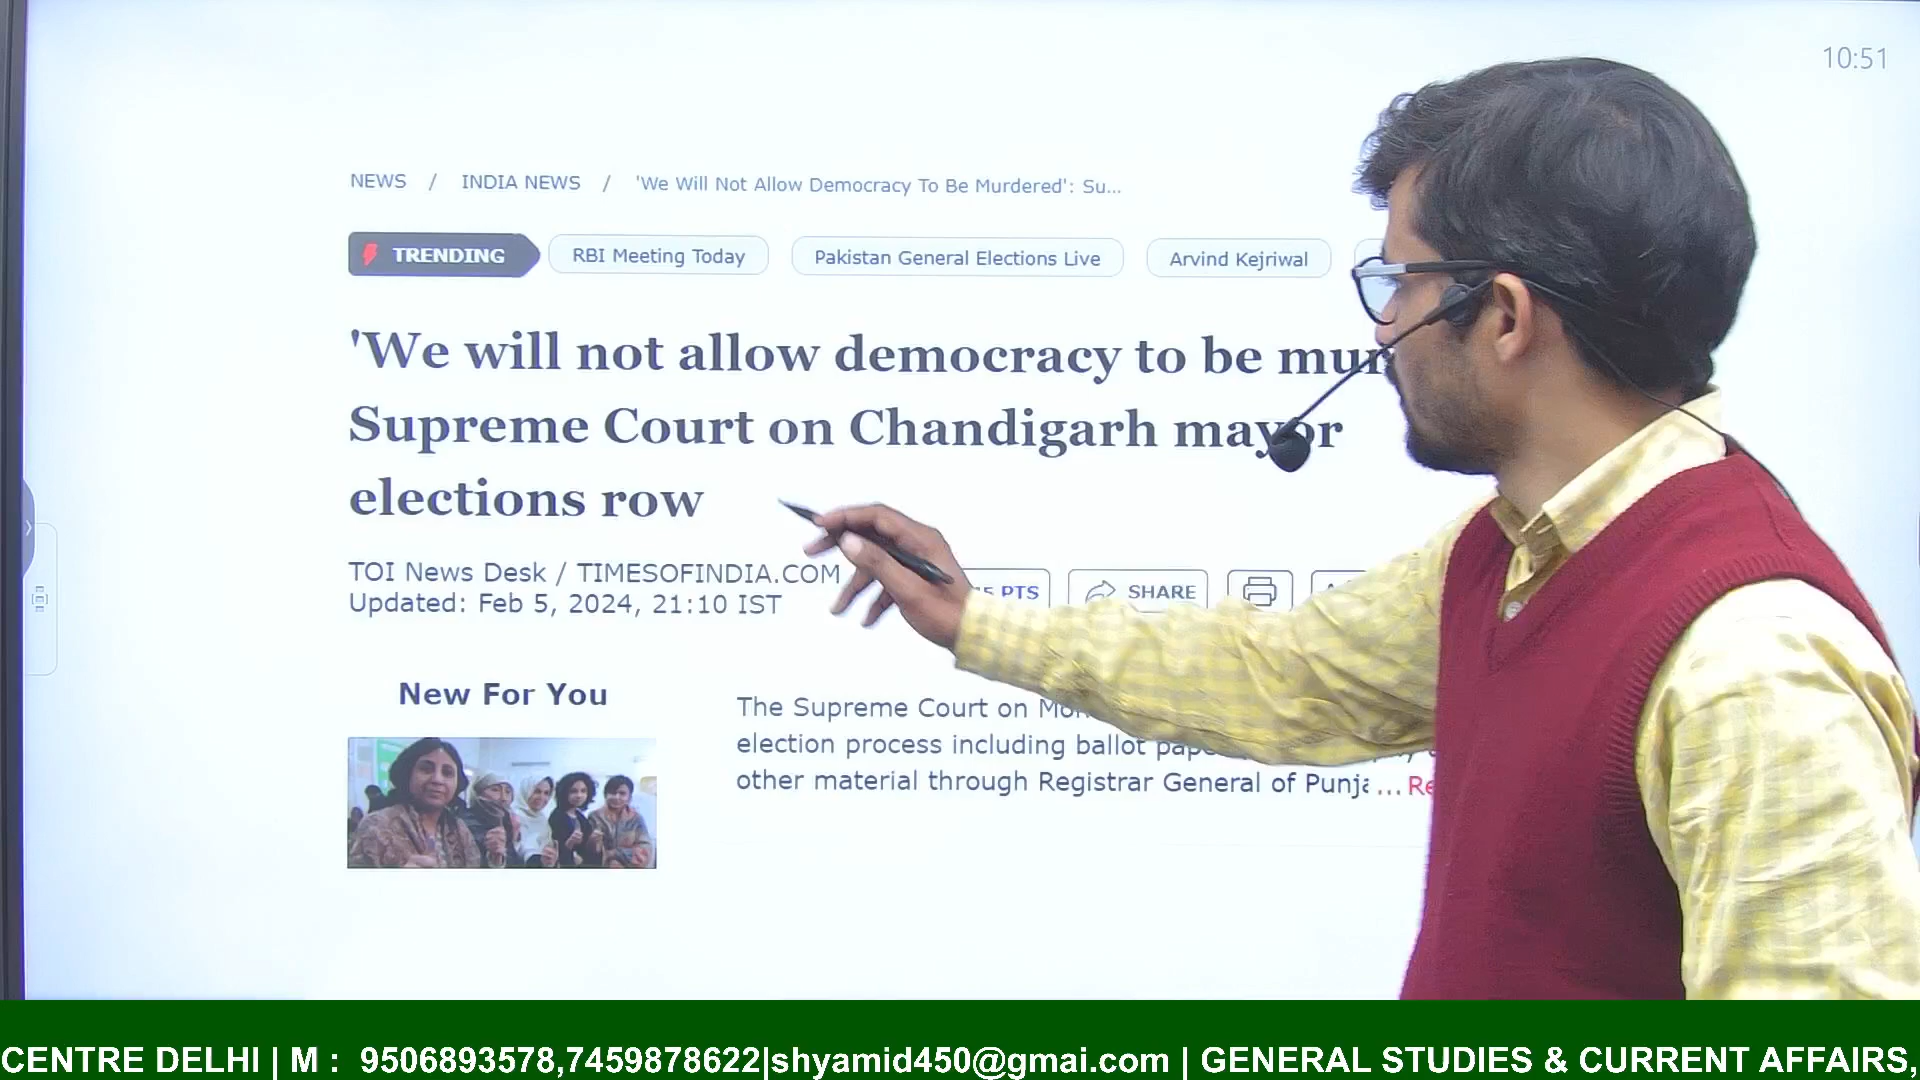 10:51
NEWS / INDIA NEWS / 'We Will Not Allow Democracy To Be Murdered': Su...
TRENDING RBI Meeting Today Pakistan General Elections Live Arvind Kejriwal
'We will not allow democracy to be
Supreme Court on Chandigarh mayor
elections row
TOI News Desk / TIMESOFINDIA.COM
Updated: Feb 5, 2024, 21:10 IST
PTS SHARE
New For You
The Supreme Court on
election process including ballot
other material through Registrar General of
...
CENTRE DELHI | M : 9506893578,7459878622|shyamid450@gmai.com | GENERAL STUDIES & CURRENT AFFAIRS,